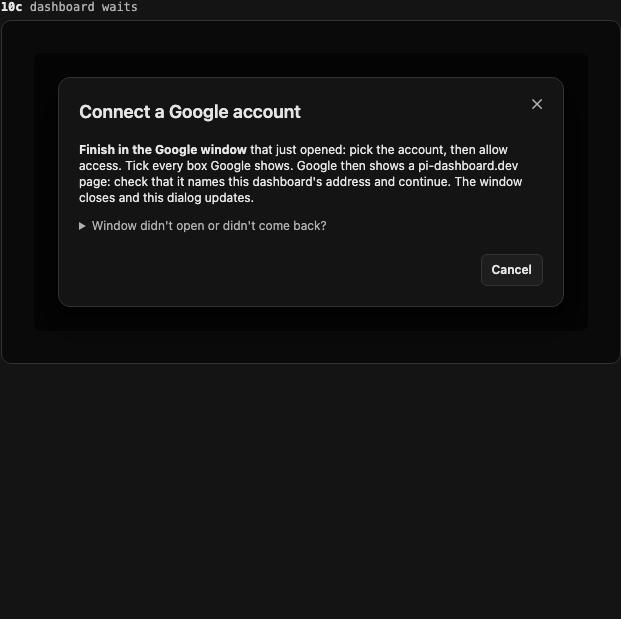 10c dashboard waits
Connect a Google account
Finish in the Google window that just opened: pick the account, then allow
access. Tick every box Google shows. Google then shows a pi-dashboard.dev
page: check that it names this dashboard's address and continue. The window
closes and this dialog updates.
Window didn't open or didn't come back?
Cancel